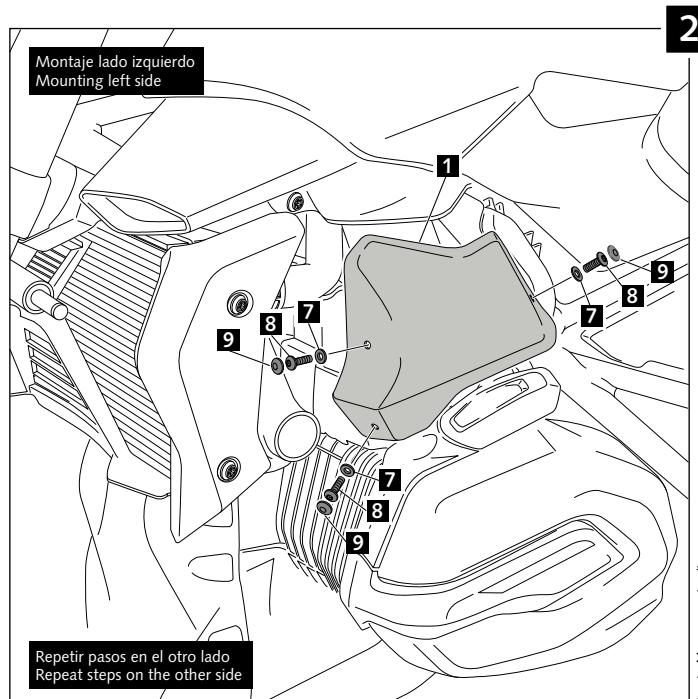 2
Montaje lado izquierdo
Mounting left side
1
9
8
7
7
8
9
7
8
9
Repetir pasos en el otro lado
Repeat steps on the other side